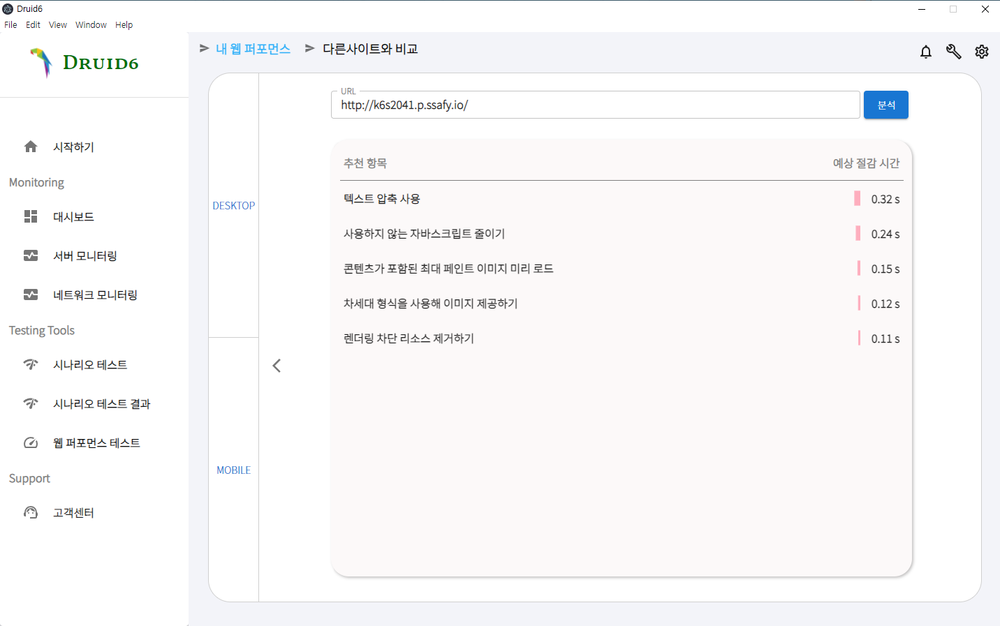 Druid6
File Edit View Window Help
DRUID6
시작하기
Monitoring
대시보드
서버 모니터링
네트워크 모니터링
Testing Tools
시나리오 테스트
시나리오 테스트 결과
웹 퍼포먼스 테스트
Support
고객센터
내 웹 퍼포먼스 다른사이트와 비교
DESKTOP
MOBILE
URL
http://k6s2041.p.ssafy.io/
분석
추천 항목 예상 절감 시간
텍스트 압축 사용 0.32 s
사용하지 않는 자바스크립트 줄이기 0.24 s
콘텐츠가 포함된 최대 페인트 이미지 미리 로드 0.15 s
차세대 형식을 사용해 이미지 제공하기 0.12 s
렌더링 차단 리소스 제거하기 0.11 s